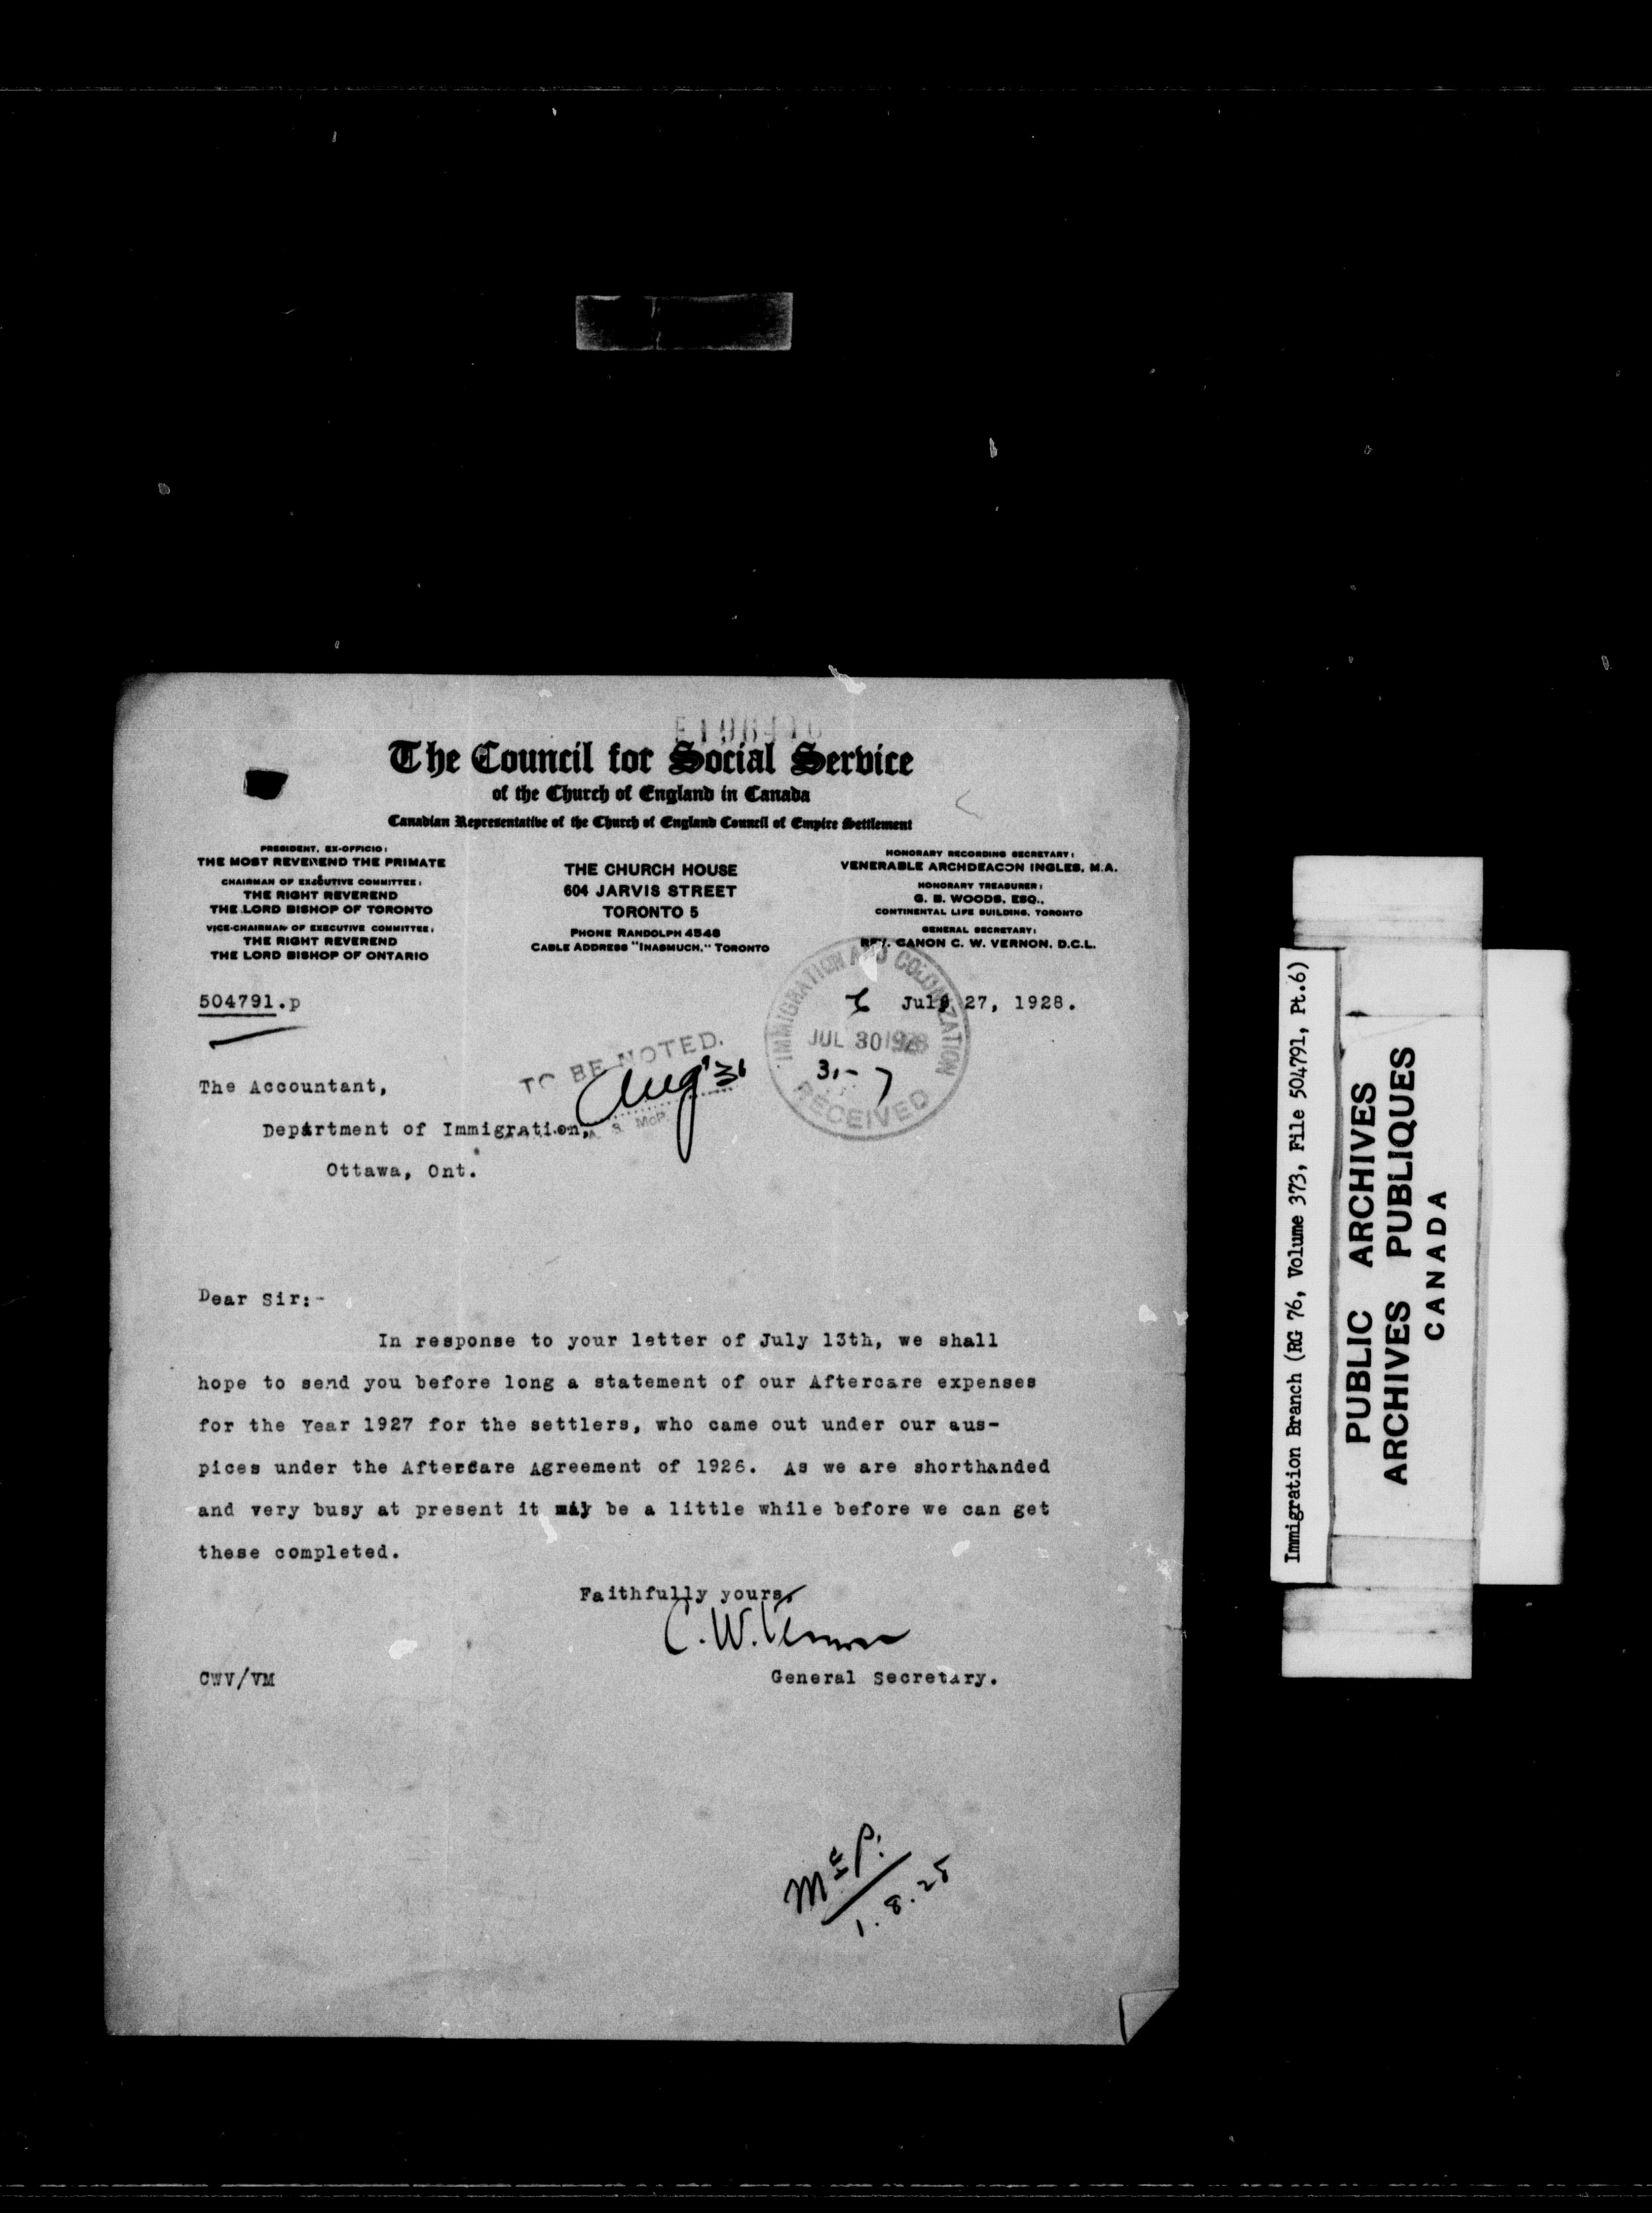 The Council for Social Service
of the Church of England in Canada
Canadian Representative of the Church of England Council of Empire Settlement
PRESIDENT, EX-OFFICIO:
THE MOST REVEREND THE PRIMATE
CHAIRMAN OF EXECUTIVE COMMITTEE:
THE RIGHT REVEREND
THE LORD BISHOP OF TORONTO
VICE-CHAIRMAN OF EXECUTIVE COMMITTEE:
THE RIGHT REVEREND
THE LORD BISHOP OF ONTARIO
THE CHURCH HOUSE
604 JARVIS STREET
TORONTO 5
PHONE RANDOLPH 4548
CABLE ADDRESS "INASMUCH," TORONTO
HONORARY RECORDING SECRETARY:
VENERABLE ARCHDEACON INGLES, M.A.
HONORARY TREASURER:
G. B. WOODS, ESQ.,
CONTINENTAL LIFE BUILDING, TORONTO
GENERAL SECRETARY:
REV. CANON C. W. VERNON, D.C.L.
504791.p
July 27, 1928.
IMMIGRATION AND COLONIZATION
JUL 30 1928
RECEIVED
TO BE NOTED.
Aug 31
McP.
The Accountant,
Department of Immigration,
Ottawa, Ont.
Dear Sir:-
In response to your letter of July 13th, we shall
hope to send you before long a statement of our Aftercare expenses
for the Year 1927 for the settlers, who came out under our aus-
pices under the Aftercare Agreement of 1926. As we are shorthanded
and very busy at present it may be a little while before we can get
these completed.
Faithfully yours,
C. W. Vernon
CWV/VM
General Secretary.
McP.
1.8.28
Immigration Branch (RG 76, Volume 373, File 504791, Pt.6)
PUBLIC ARCHIVES
ARCHIVES PUBLIQUES
CANADA